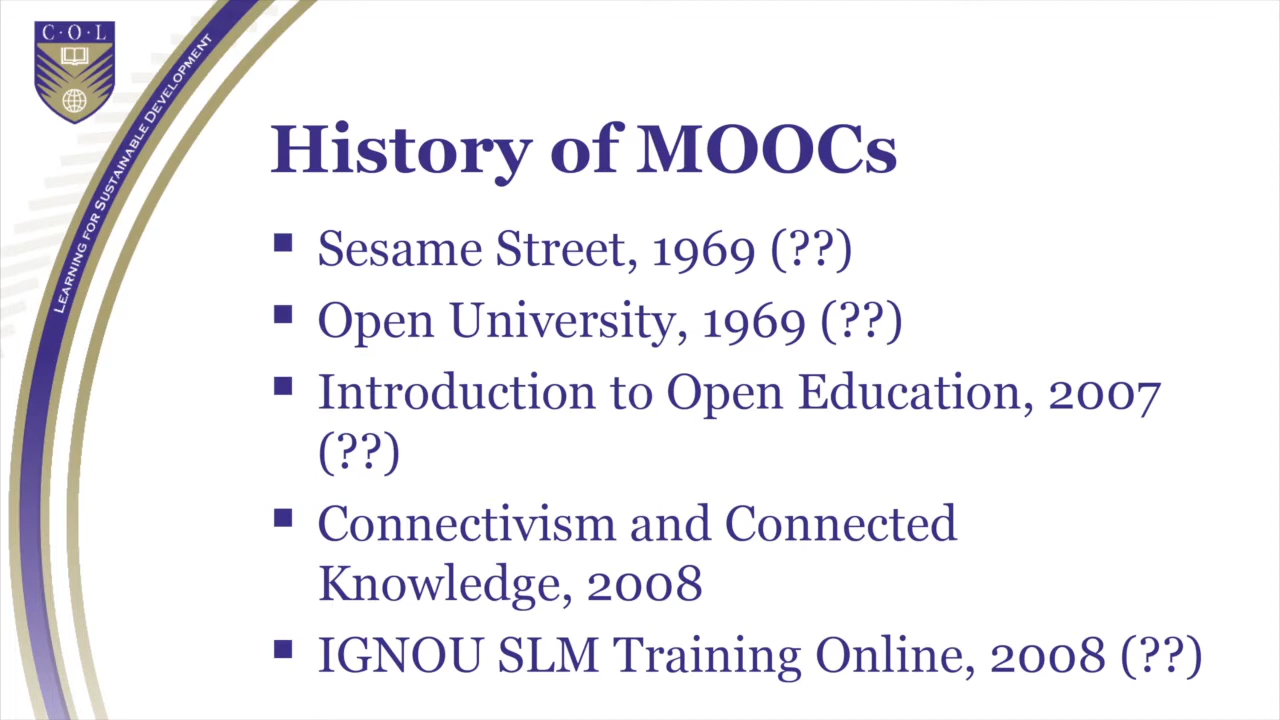 C·O·L
LEARNING FOR SUSTAINABLE DEVELOPMENT
History of MOOCs
▪ Sesame Street, 1969 (??)
▪ Open University, 1969 (??)
▪ Introduction to Open Education, 2007
(??)
▪ Connectivism and Connected
Knowledge, 2008
▪ IGNOU SLM Training Online, 2008 (??)